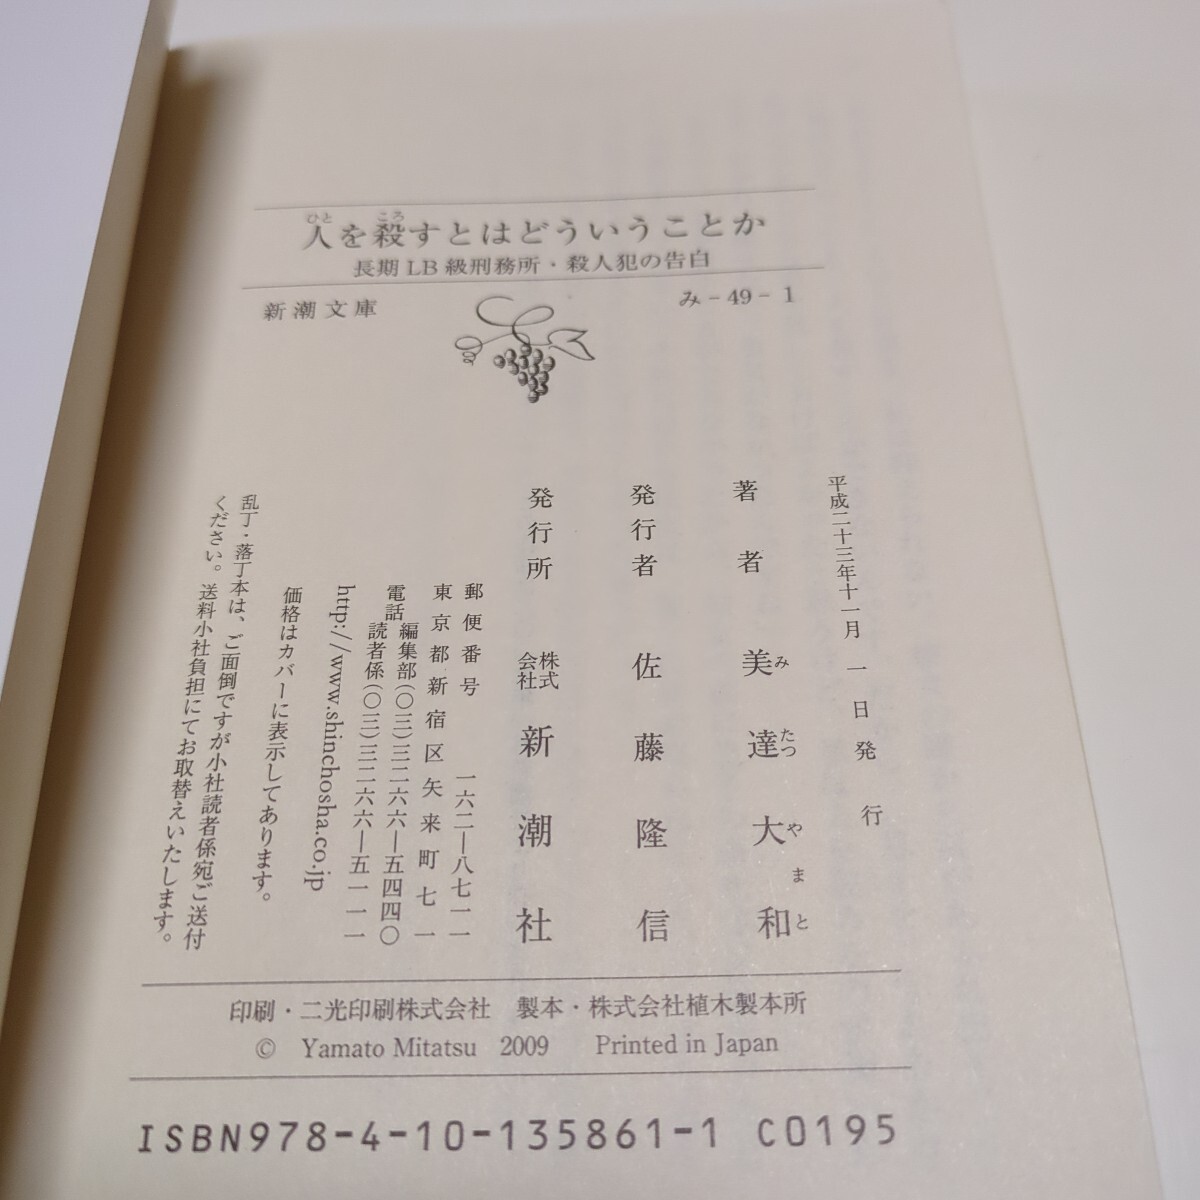 人を殺すとはどういうことか
長期LB級刑務所・殺人犯の告白
新潮文庫
み-49-1
平成二十三年十一月一日発行
著者 美達大和
発行者 佐藤隆信
発行所 株式会社 新潮社
郵便番号 一六二―八七一一
東京都新宿区矢来町七一
電話 編集部(〇三)三二六六―五四四〇
読者係(〇三)三二六六―五一一一
http://www.shinchosha.co.jp
価格はカバーに表示してあります。
乱丁・落丁本は、ご面倒ですが小社読者係宛ご送付
ください。送料小社負担にてお取替えいたします。
印刷・二光印刷株式会社 製本・株式会社植木製本所
© Yamato Mitatsu 2009 Printed in Japan
ISBN978-4-10-135861-1 C0195